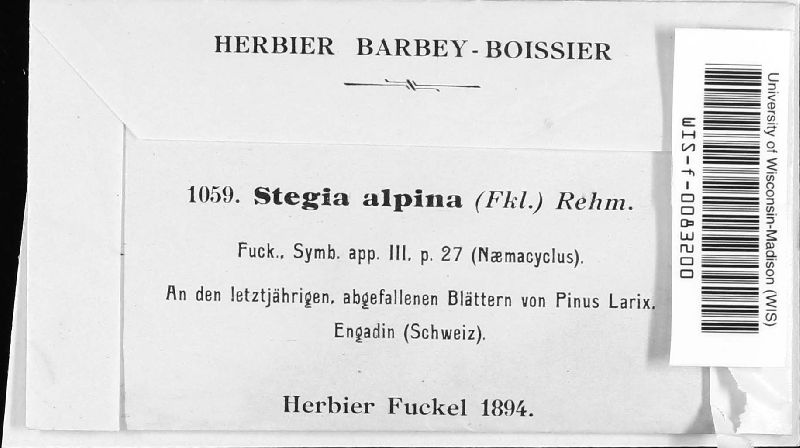 HERBIER BARBEY-BOISSIER
1059. Stegia alpina (Fkl.) Rehm.
Fuck., Symb. app. III, p. 27 (Næmacyclus).
An den letztjährigen, abgefallenen Blättern von Pinus Larix.
Engadin (Schweiz).
Herbier Fuckel 1894.
University of Wisconsin-Madison (WIS)
WIS-f-0083200